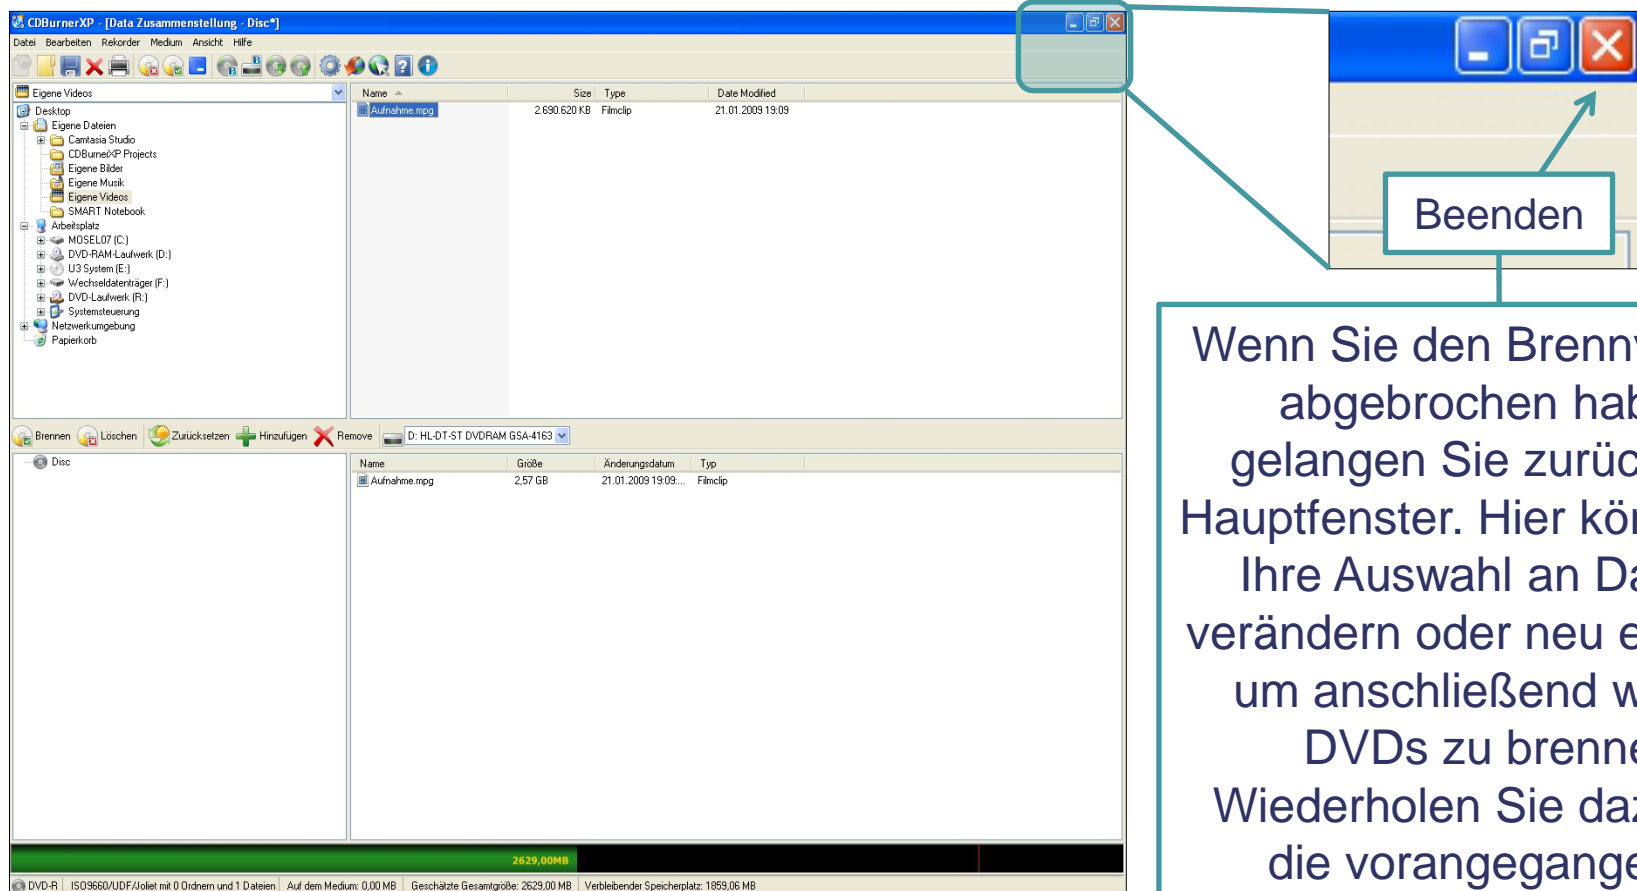 CDBurnerXP - [Data Zusammenstellung - Disc*]
Datei Bearbeiten Rekorder Medium Ansicht Hilfe
Eigene Videos
Desktop
Eigene Dateien
Camtasia Studio
CDBurnerXP Projects
Eigene Bilder
Eigene Musik
Eigene Videos
SMART Notebook
Arbeitsplatz
MOSEL07 (C:)
DVD-RAM-Laufwerk (D:)
U3 System (E:)
Wechseldatenträger (F:)
DVD-Laufwerk (R:)
Systemsteuerung
Netzwerkumgebung
Papierkorb
Name Size Type Date Modified
Aufnahme.mpg 2.690.620 KB Filmclip 21.01.2009 19:09
Brennen Löschen Zurücksetzen Hinzufügen Remove D: HL-DT-ST DVDRAM GSA-4163
Disc
Name Größe Änderungsdatum Typ
Aufnahme.mpg 2,57 GB 21.01.2009 19:09:... Filmclip
2629,00MB
DVD-R ISO9660/UDF/Joliet mit 0 Ordnern und 1 Dateien Auf dem Medium: 0,00 MB Geschätzte Gesamtgröße: 2629,00 MB Verbleibender Speicherplatz: 1859,06 MB
Beenden
Wenn Sie den Brenn
abgebrochen hab
gelangen Sie zurüc
Hauptfenster. Hier kön
Ihre Auswahl an Da
verändern oder neu e
um anschließend w
DVDs zu brenne
Wiederholen Sie daz
die vorangegange